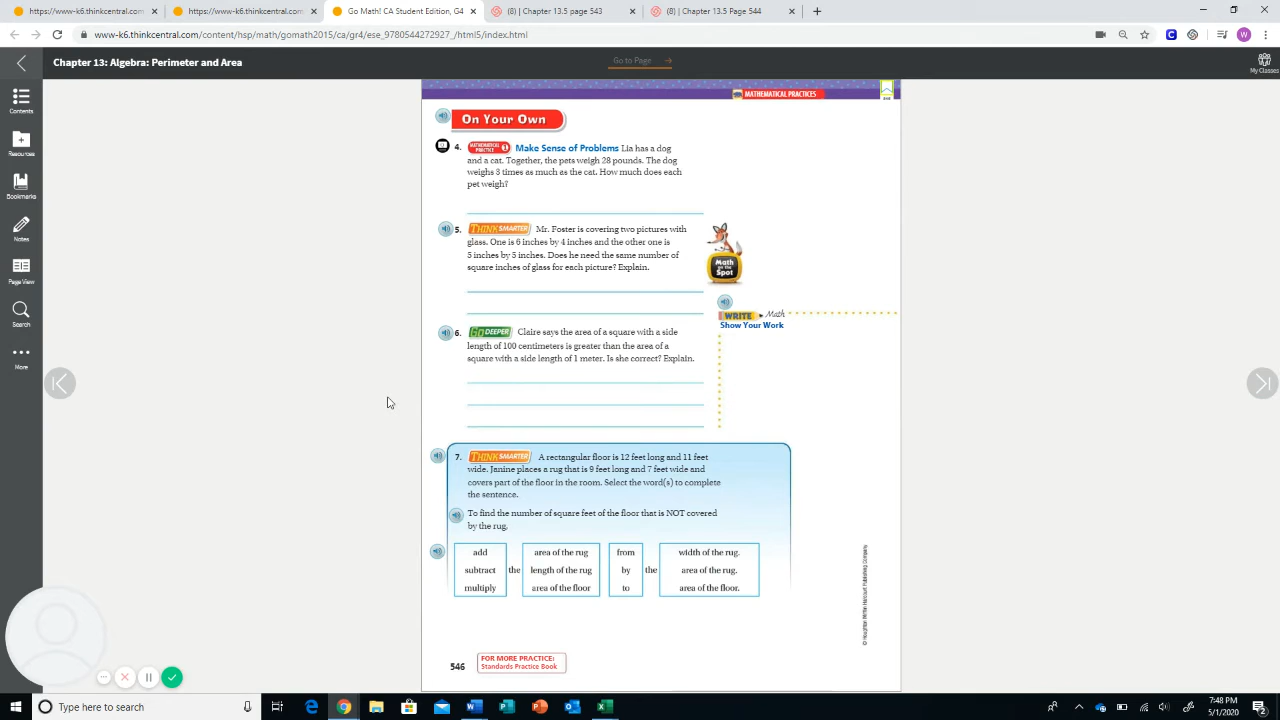 https://www-k6.thinkcentral.com/
https://www-k6.thinkcentral.com/
Go Math! CA Student Edition, G4
(8) | Chapter 13.5 page 543
(8) | Chapter 13.5 Page 544
www-k6.thinkcentral.com/content/hsp/math/gomath2015/ca/gr4/ese_9780544272927_/html5/index.html
W
Chapter 13: Algebra: Perimeter and Area
Go to Page
My Classes
Contents
Resources
Bookmarks
Notes
Page View
Search
More
MATHEMATICAL PRACTICES
On Your Own
4. MATHEMATICAL PRACTICE 1 Make Sense of Problems Lia has a dog
and a cat. Together, the pets weigh 28 pounds. The dog
weighs 3 times as much as the cat. How much does each
pet weigh?
5. THINK SMARTER Mr. Foster is covering two pictures with
glass. One is 6 inches by 4 inches and the other one is
5 inches by 5 inches. Does he need the same number of
square inches of glass for each picture? Explain.
Math on the Spot
WRITE Math
Show Your Work
6. GO DEEPER Claire says the area of a square with a side
length of 100 centimeters is greater than the area of a
square with a side length of 1 meter. Is she correct? Explain.
7. THINK SMARTER A rectangular floor is 12 feet long and 11 feet
wide. Janine places a rug that is 9 feet long and 7 feet wide and
covers part of the floor in the room. Select the word(s) to complete
the sentence.
To find the number of square feet of the floor that is NOT covered
by the rug,
add area of the rug from width of the rug.
subtract the length of the rug by the area of the rug.
multiply area of the floor to area of the floor.
© Houghton Mifflin Harcourt Publishing Company
546
FOR MORE PRACTICE:
Standards Practice Book
Type here to search
7:48 PM
5/1/2020